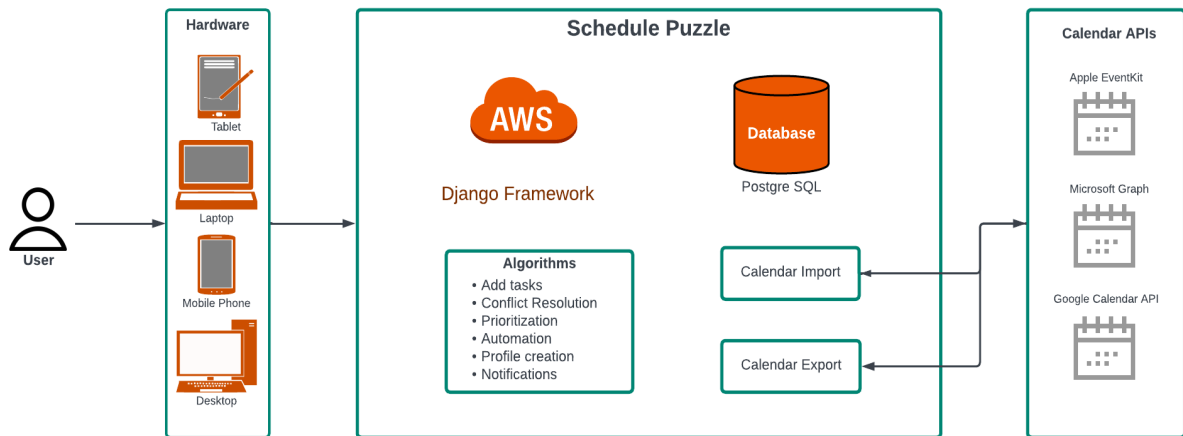 Hardware
Tablet
Laptop
Mobile Phone
Desktop
User
Schedule Puzzle
AWS
Django Framework
Database
Postgre SQL
Algorithms
• Add tasks
• Conflict Resolution
• Prioritization
• Automation
• Profile creation
• Notifications
Calendar Import
Calendar Export
Calendar APIs
Apple EventKit
Microsoft Graph
Google Calendar API